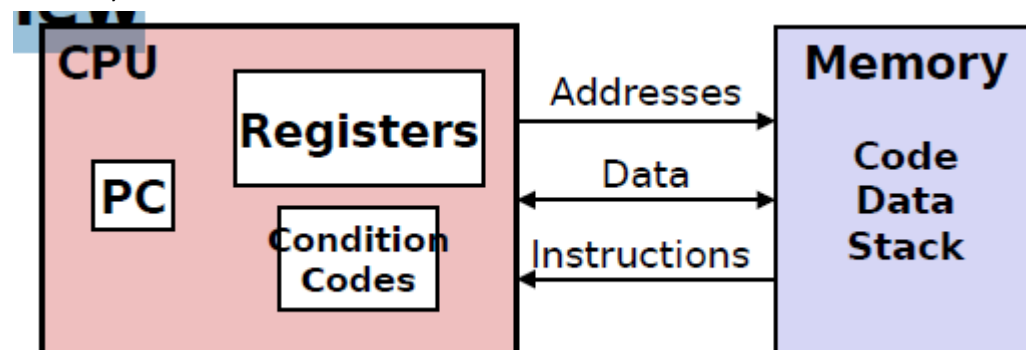 CPU
Registers
PC
Condition
Codes
Addresses
Data
Instructions
Memory
Code
Data
Stack